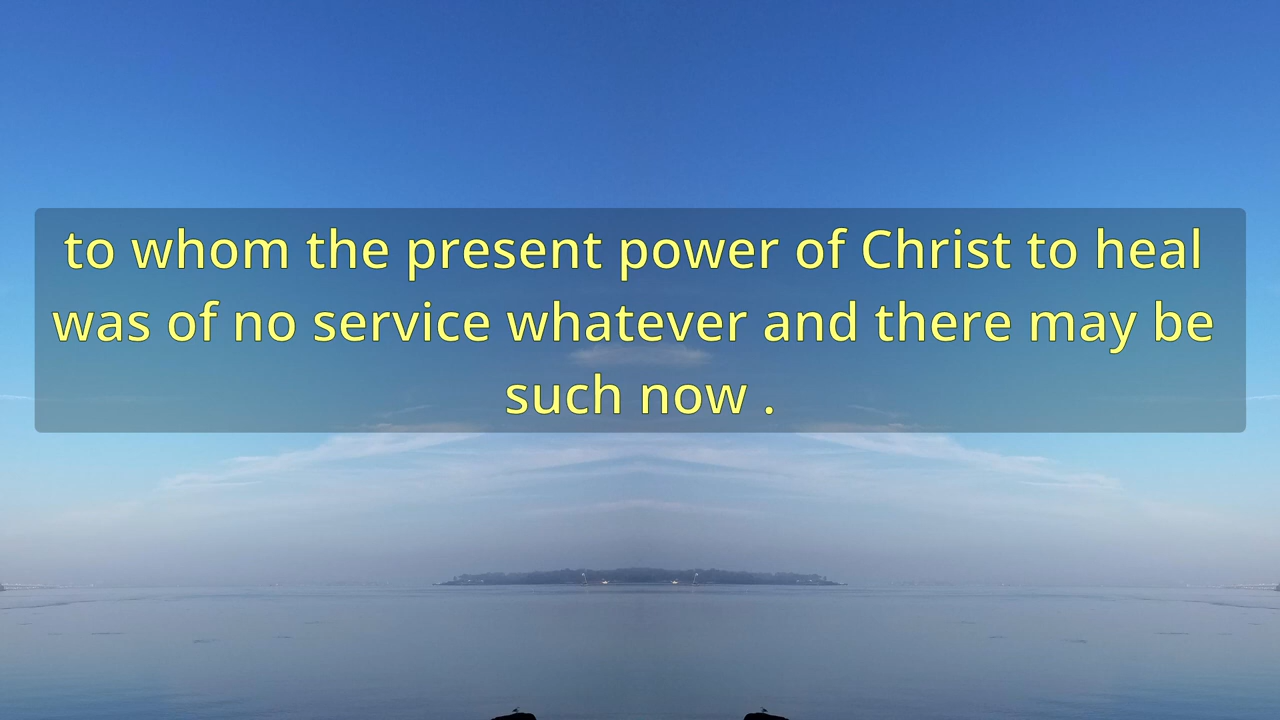 to whom the present power of Christ to heal
was of no service whatever and there may be
such now .